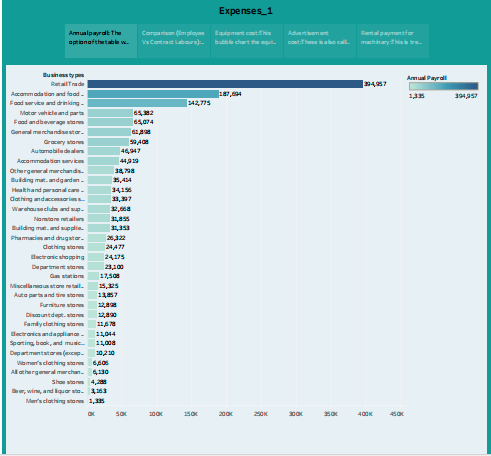 Expenses_1
Annual payroll: The
option of the table w..
Comparison (Employee
Vs Contract Labours):..
Equipment cost: This
bubble chart the equi..
Advertisement
cost: These is also call..
Rental payment for
machinary: This is tre..
Business types
Annual Payroll
1,335 394,957
Retail Trade 394,957
Accommodation and food .. 187,694
Food service and drinking .. 142,775
Motor vehicle and parts 65,382
Food and beverage stores 65,074
General merchandise stor.. 61,898
Grocery stores 59,408
Automobile dealers 46,947
Accommodation services 44,919
Other general merchandis.. 38,798
Building mat. and garden .. 35,414
Health and personal care .. 34,156
Clothing and accessories s.. 33,397
Warehouse clubs and sup.. 32,668
Nonstore retailers 31,855
Building mat. and supplie.. 31,353
Pharmacies and drug stor.. 26,322
Clothing stores 24,477
Electronic shopping 24,175
Department stores 23,100
Gas stations 17,508
Miscellaneous store retail.. 15,325
Auto parts and tire stores 13,857
Furniture stores 12,898
Discount dept. stores 12,890
Family clothing stores 11,678
Electronics and appliance .. 11,044
Sporting, book, and music.. 11,008
Department stores (excep.. 10,210
Women's clothing stores 6,606
All other general merchan.. 6,130
Shoe stores 4,288
Beer, wine, and liquor sto.. 3,163
Men's clothing stores 1,335
0K 50K 100K 150K 200K 250K 300K 350K 400K 450K